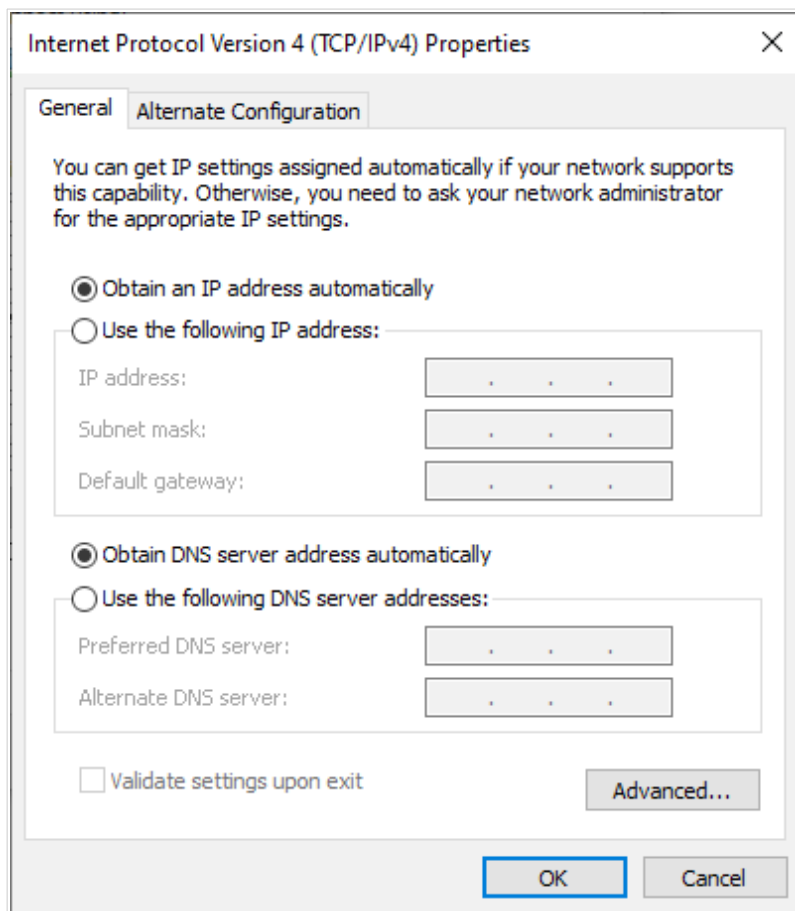 Internet Protocol Version 4 (TCP/IPv4) Properties
General
Alternate Configuration
You can get IP settings assigned automatically if your network supports
this capability. Otherwise, you need to ask your network administrator
for the appropriate IP settings.
Obtain an IP address automatically
Use the following IP address:
IP address: . . .
Subnet mask: . . .
Default gateway: . . .
Obtain DNS server address automatically
Use the following DNS server addresses:
Preferred DNS server: . . .
Alternate DNS server: . . .
Validate settings upon exit
Advanced...
OK
Cancel